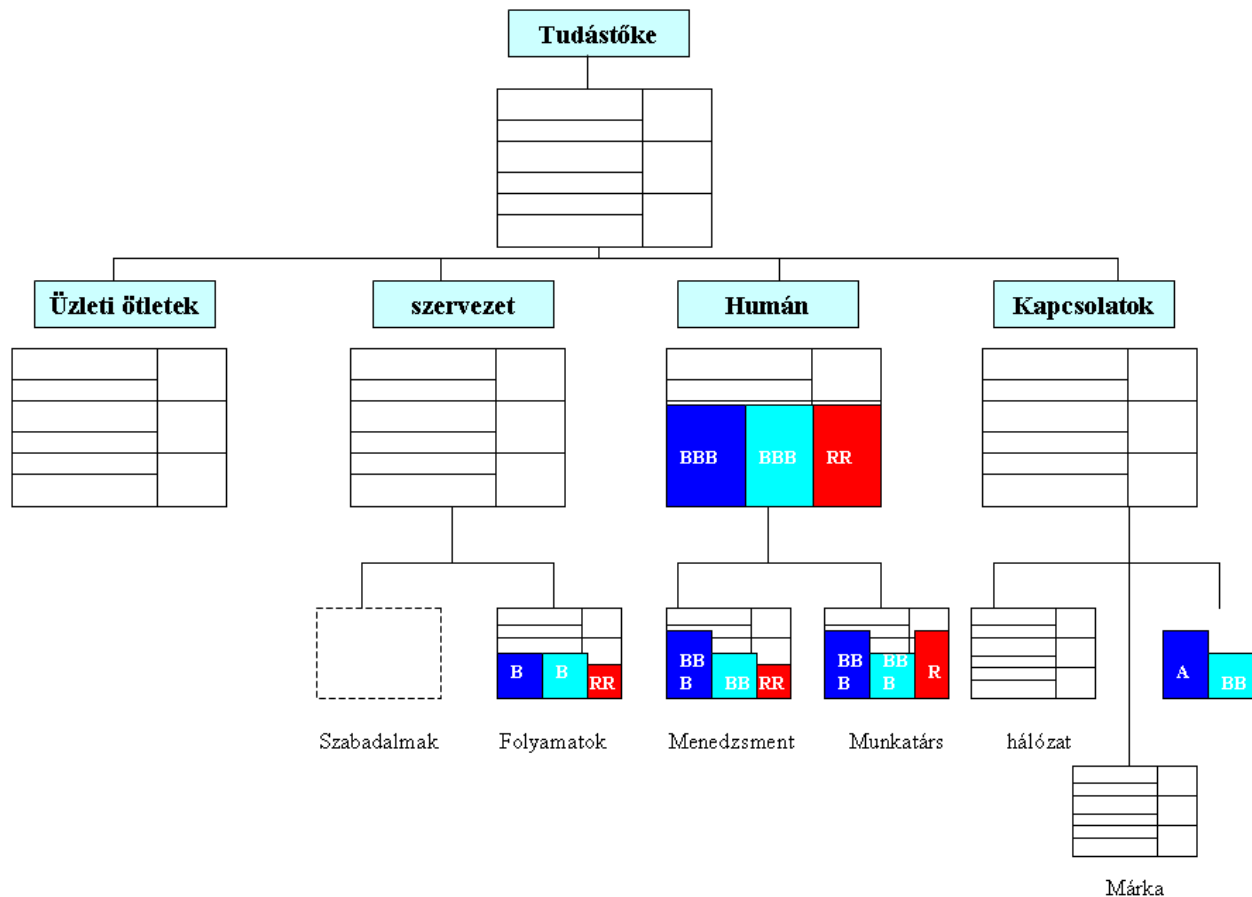 Tudástőke
Üzleti ötletek
szervezet
Humán
Kapcsolatok
BBB
BBB
RR
B
B
RR
BB
B
BB
RR
BB
B
BB
B
R
A
BB
Szabadalmak
Folyamatok
Menedzsment
Munkatárs
hálózat
Márka